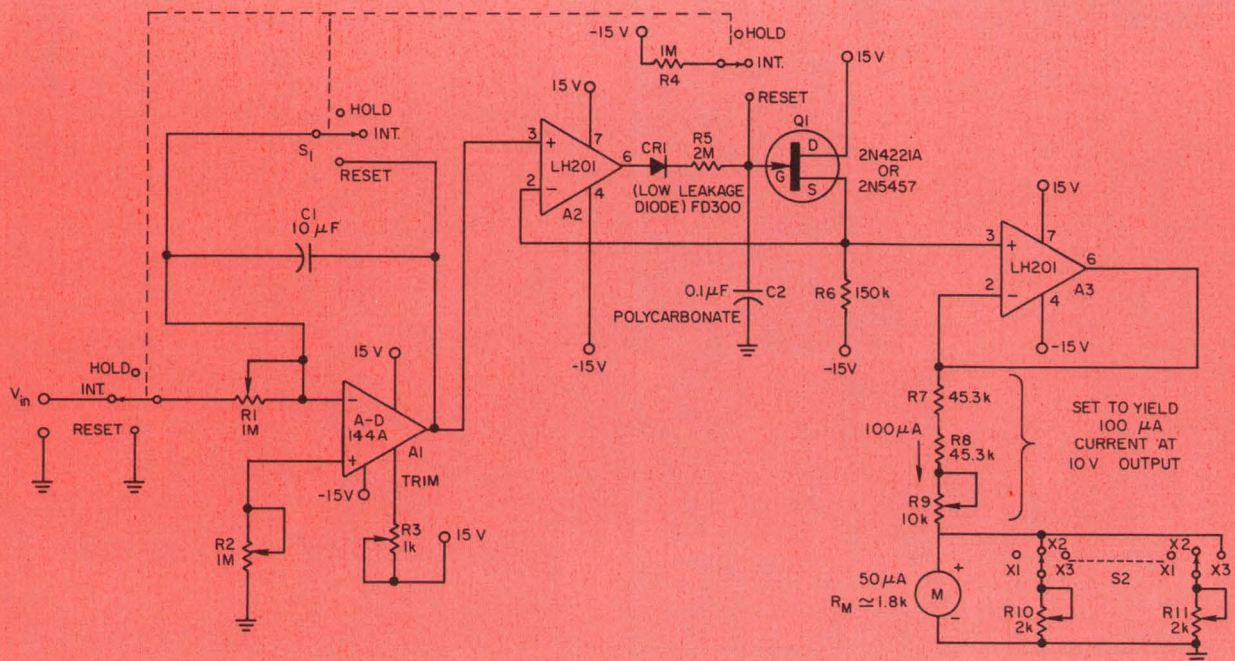 -15 V
1M
R4
HOLD
INT.
15 V
15 V
RESET
Q1
HOLD
INT.
S1
RESET
3
+
7
LH201
6
2
−
4
A2
CR1
(LOW LEAKAGE
DIODE) FD300
R5
2M
D
G
S
2N4221A
OR
2N5457
15 V
C1
10 µF
3
+
7
LH201
6
2
−
4
A3
0.1µF
C2
POLYCARBONATE
R6
150k
-15V
-15V
-15V
HOLD
INT.
Vin
RESET
R1
1M
15 V
−
A-D
144A
+
A1
-15V
TRIM
R2
1M
R3
1k
15 V
R7
45.3k
100µA
R8
45.3k
R9
10k
SET TO YIELD
100 µA
CURRENT AT
10V OUTPUT
X2
X1
X3
S2
X2
X1
X3
50µA
RM ≃1.8k
M
+
−
R10
2k
R11
2k